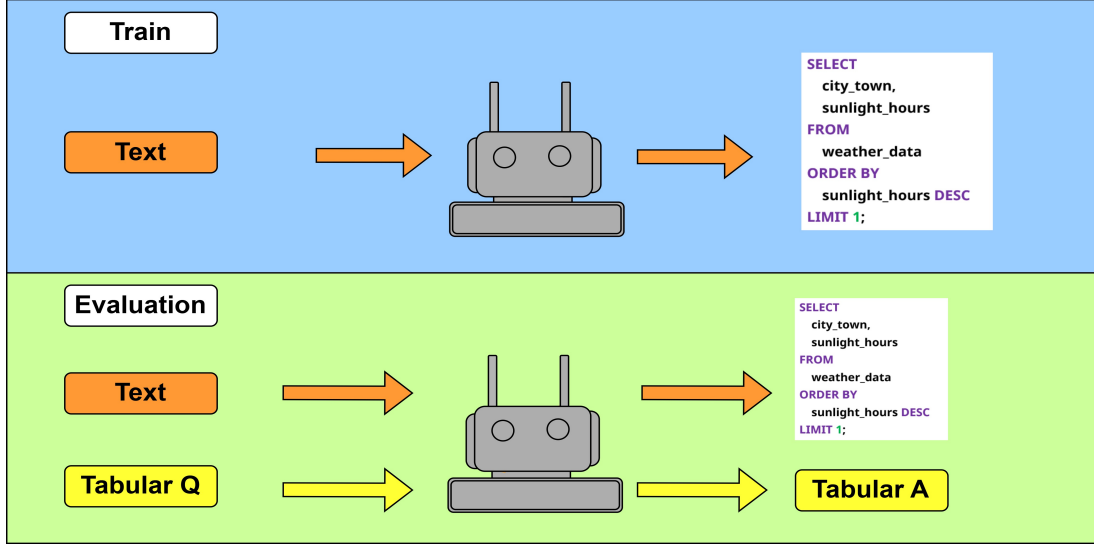 Train
Text
SELECT
city_town,
sunlight_hours
FROM
weather_data
ORDER BY
sunlight_hours DESC
LIMIT 1;
Evaluation
Text
SELECT
city_town,
sunlight_hours
FROM
weather_data
ORDER BY
sunlight_hours DESC
LIMIT 1;
Tabular Q
Tabular A